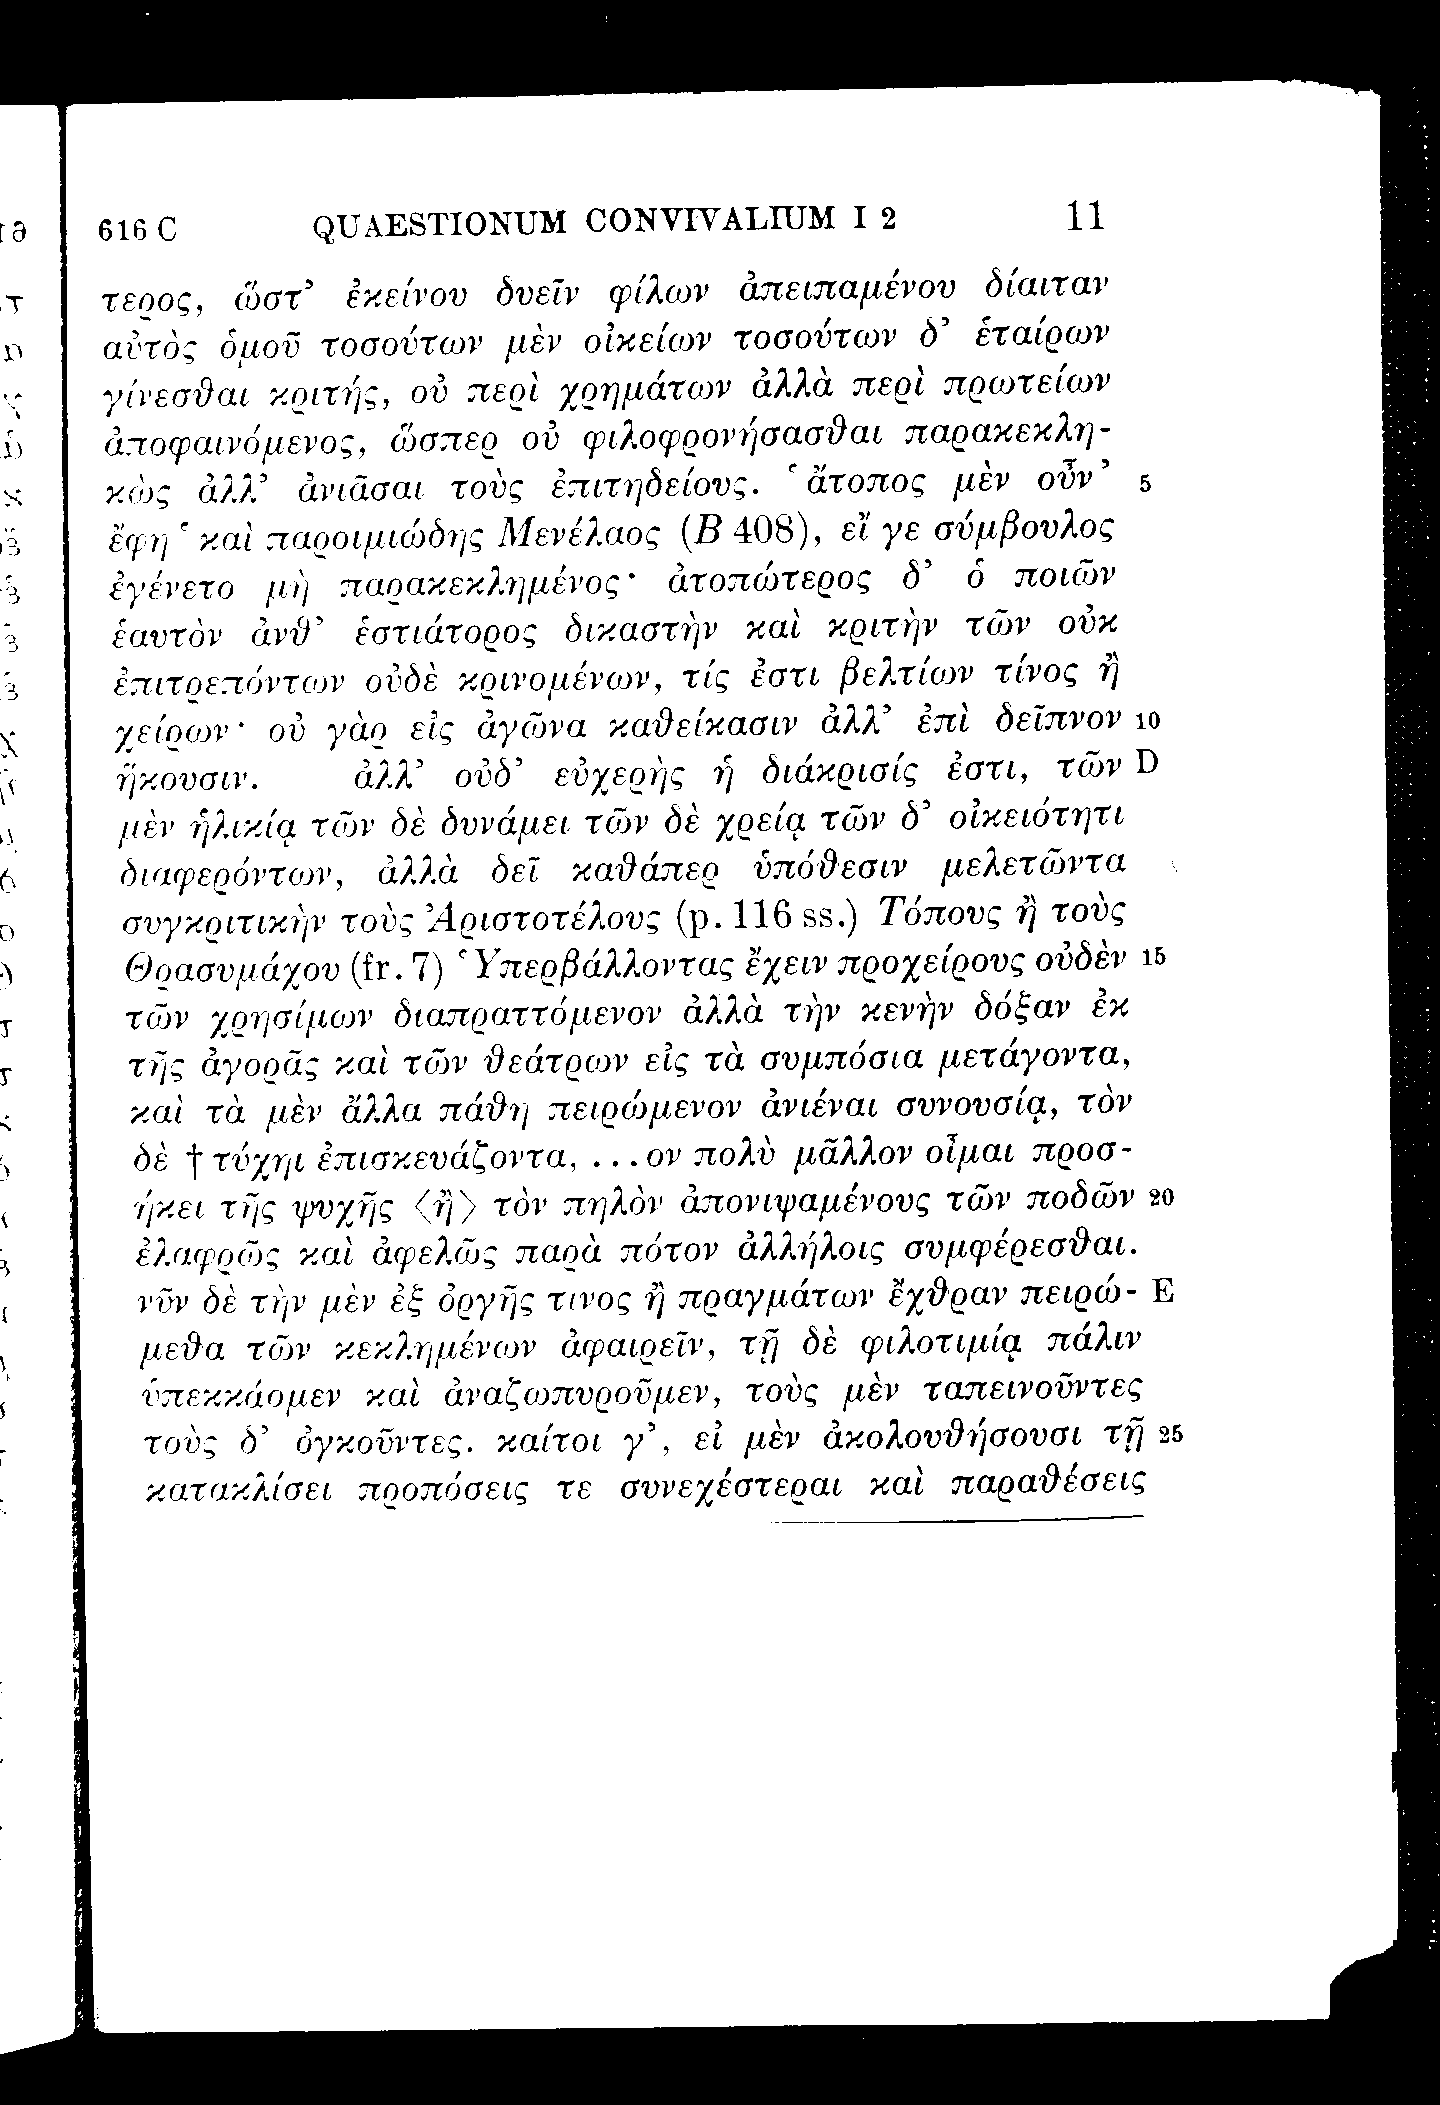 616 C QUAESTIONUM CONVIVALIUM I 2 11
τερος, ὥστ’ ἐκείνου δυεῖν φίλων ἀπειπαμένου δίαιταν
αὐτὸς ὁμοῦ τοσούτων μὲν οἰκείων τοσούτων δ’ ἑταίρων
γίνεσθαι κριτής, οὐ περὶ χρημάτων ἀλλὰ περὶ πρωτείων
ἀποφαινόμενος, ὥσπερ οὐ φιλοφρονήσασθαι παρακεκλη-
κὼς ἀλλ’ ἀνιᾶσαι τοὺς ἐπιτηδείους. ‘ἄτοπος μὲν οὖν’ 5
ἔφη ‘καὶ παροιμιώδης Μενέλαος (B 408), εἴ γε σύμβουλος
ἐγένετο μὴ παρακεκλημένος· ἀτοπώτερος δ’ ὁ ποιῶν
ἑαυτὸν ἀνθ’ ἑστιάτορος δικαστὴν καὶ κριτὴν τῶν οὐκ
ἐπιτρεπόντων οὐδὲ κρινομένων, τίς ἐστι βελτίων τίνος ἢ
χείρων· οὐ γὰρ εἰς ἀγῶνα καθείκασιν ἀλλ’ ἐπὶ δεῖπνον 10
ἥκουσιν. ἀλλ’ οὐδ’ εὐχερὴς ἡ διάκρισίς ἐστι, τῶν D
μὲν ἡλικίᾳ τῶν δὲ δυνάμει τῶν δὲ χρείᾳ τῶν δ’ οἰκειότητι
διαφερόντων, ἀλλὰ δεῖ καθάπερ ὑπόθεσιν μελετῶντα
συγκριτικὴν τοὺς Ἀριστοτέλους (p. 116 ss.) Τόπους ἢ τοὺς
Θρασυμάχου (fr. 7) Ὑπερβάλλοντας ἔχειν προχείρους οὐδὲν 15
τῶν χρησίμων διαπραττόμενον ἀλλὰ τὴν κενὴν δόξαν ἐκ
τῆς ἀγορᾶς καὶ τῶν θεάτρων εἰς τὰ συμπόσια μετάγοντα,
καὶ τὰ μὲν ἄλλα πάθη πειρώμενον ἀνιέναι συνουσίᾳ, τὸν
δὲ † τύχηι ἐπισκευάζοντα, ...ον πολὺ μᾶλλον οἶμαι προσ-
ήκει τῆς ψυχῆς ⟨ἢ⟩ τὸν πηλὸν ἀπονιψαμένους τῶν ποδῶν 20
ἐλαφρῶς καὶ ἀφελῶς παρὰ πότον ἀλλήλοις συμφέρεσθαι.
νῦν δὲ τὴν μὲν ἐξ ὀργῆς τινος ἢ πραγμάτων ἔχθραν πειρώ- E
μεθα τῶν κεκλημένων ἀφαιρεῖν, τῇ δὲ φιλοτιμίᾳ πάλιν
ὑπεκκάομεν καὶ ἀναζωπυροῦμεν, τοὺς μὲν ταπεινοῦντες
τοὺς δ’ ὀγκοῦντες. καίτοι γ’, εἰ μὲν ἀκολουθήσουσι τῇ 25
κατακλίσει προπόσεις τε συνεχέστεραι καὶ παραθέσεις